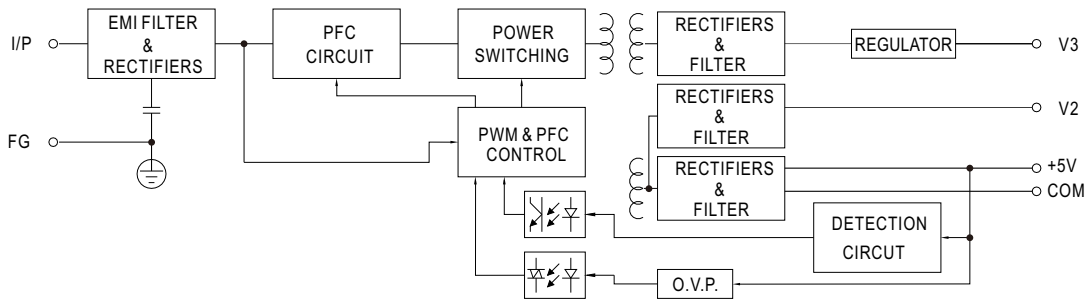 I/P
EMI FILTER
&
RECTIFIERS
PFC
CIRCUIT
POWER
SWITCHING
RECTIFIERS
&
FILTER
REGULATOR
V3
FG
PWM & PFC
CONTROL
RECTIFIERS
&
FILTER
V2
RECTIFIERS
&
FILTER
+5V
COM
DETECTION
CIRCUT
O.V.P.